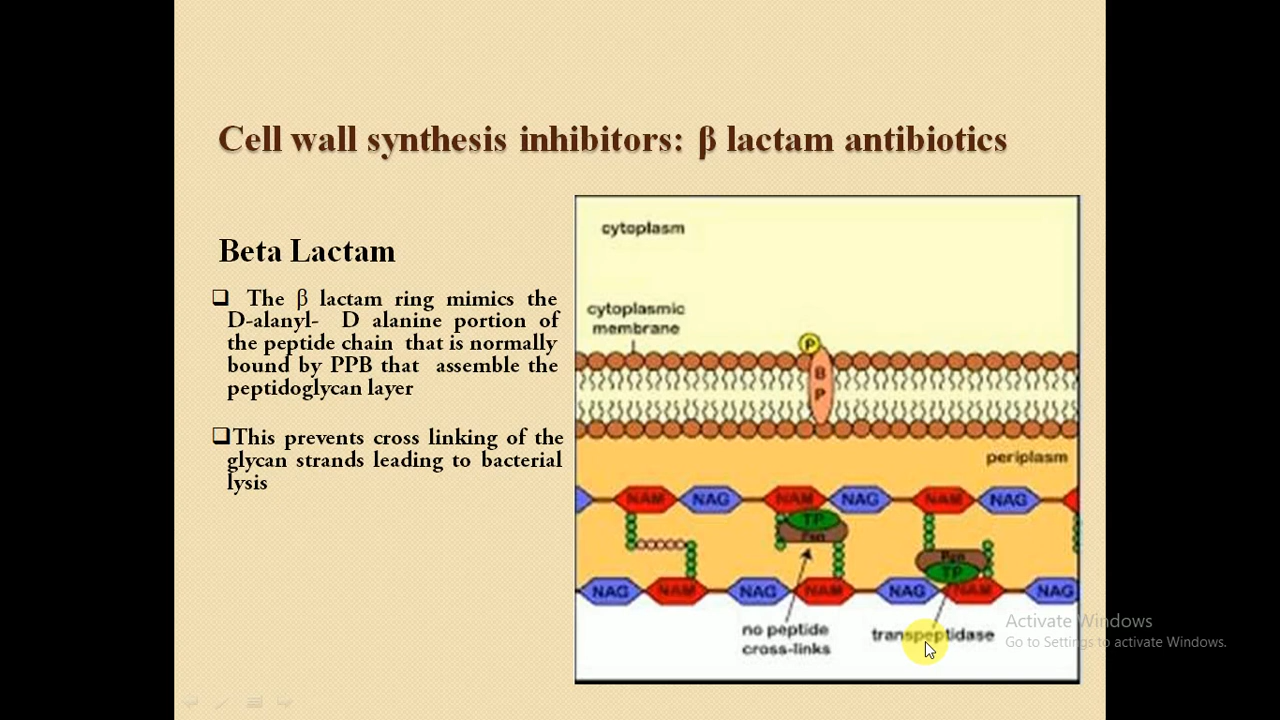 Cell wall synthesis inhibitors: β lactam antibiotics
Beta Lactam
The β lactam ring mimics the
D-alanyl- D alanine portion of
the peptide chain that is normally
bound by PPB that assemble the
peptidoglycan layer
This prevents cross linking of the
glycan strands leading to bacterial
lysis
cytoplasm
cytoplasmic
membrane
P
B
P
periplasm
NAM NAG NAM NAG NAM NAG
TP
Pen
Pen
TP
NAG NAM NAG NAM NAG NAM NAG
no peptide
cross-links
transpeptidase
Activate Windows
Go to Settings to activate Windows.